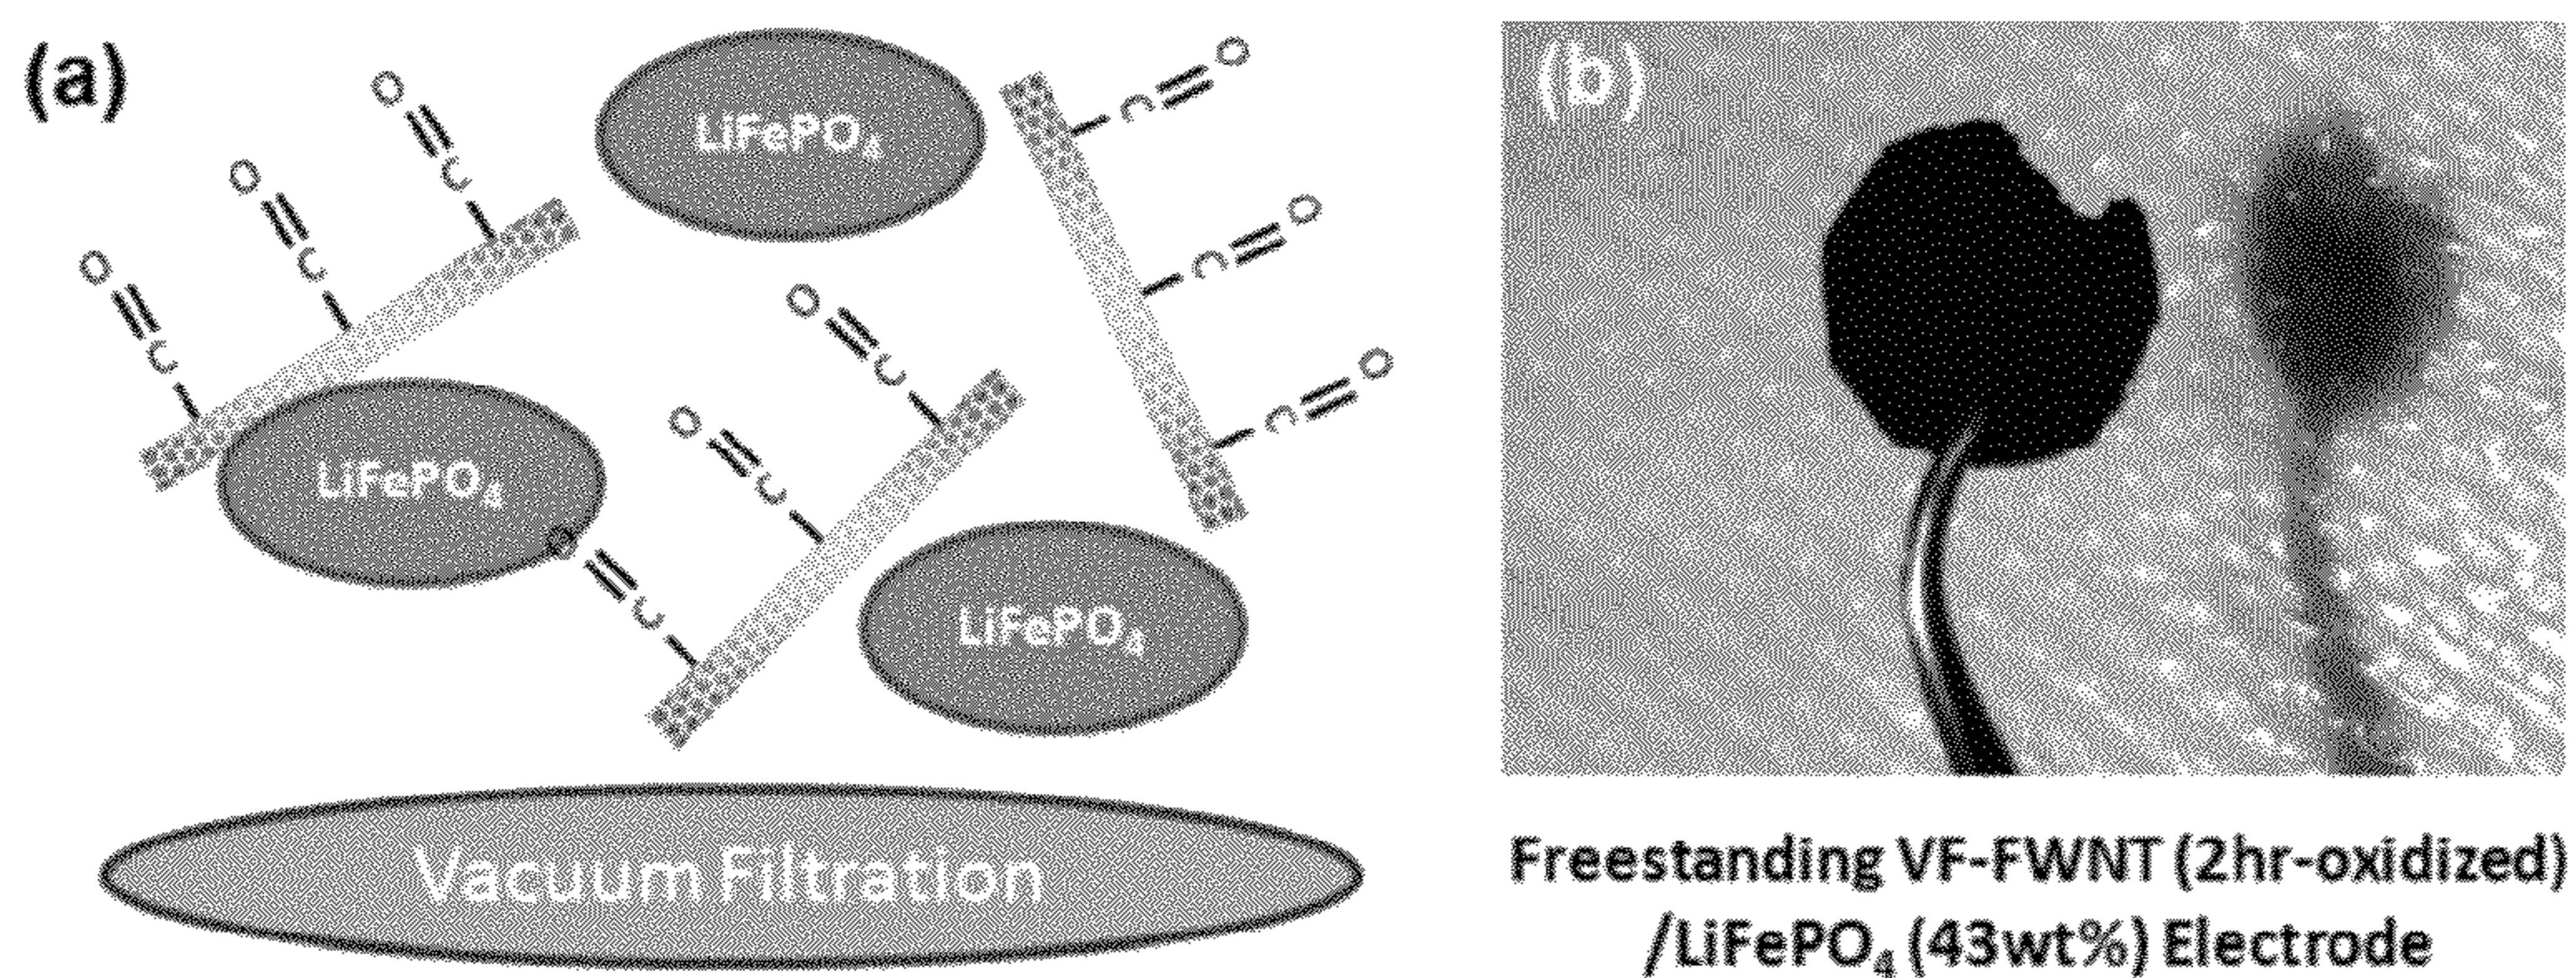 (a)
O=C-
O=C-
O=C-
LiFePO₄
O=C-
O=C-
O=C-
LiFePO₄
O=C-
O=C-
=C-
LiFePO₄
Vacuum Filtration
(b)
Freestanding VF-FWNT (2hr-oxidized)
/LiFePO₄ (43wt%) Electrode